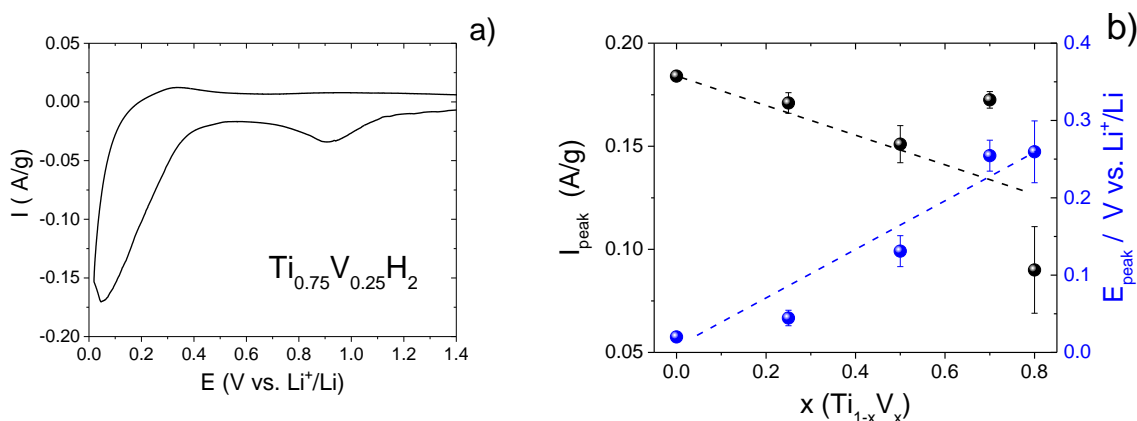 a)
0.05
0.00
-0.05
-0.10
-0.15
-0.20
I ( A/g)
Ti0.75V0.25H2
0.0 0.2 0.4 0.6 0.8 1.0 1.2 1.4
E (V vs. Li+/Li)
b)
0.20
0.15
0.10
0.05
Ipeak (A/g)
0.4
0.3
0.2
0.1
0.0
Epeak / V vs. Li+/Li
0.0 0.2 0.4 0.6 0.8
x (Ti1-xVx)